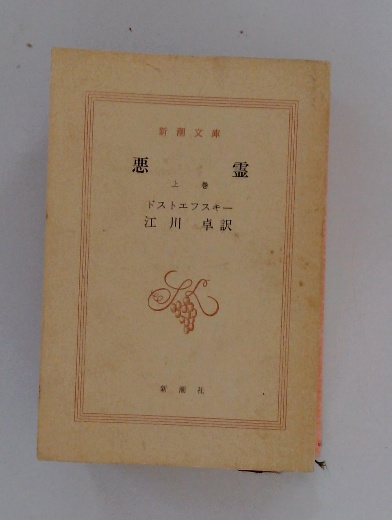 新潮文庫
悪霊
上巻
ドストエフスキー
江川卓訳
新潮社